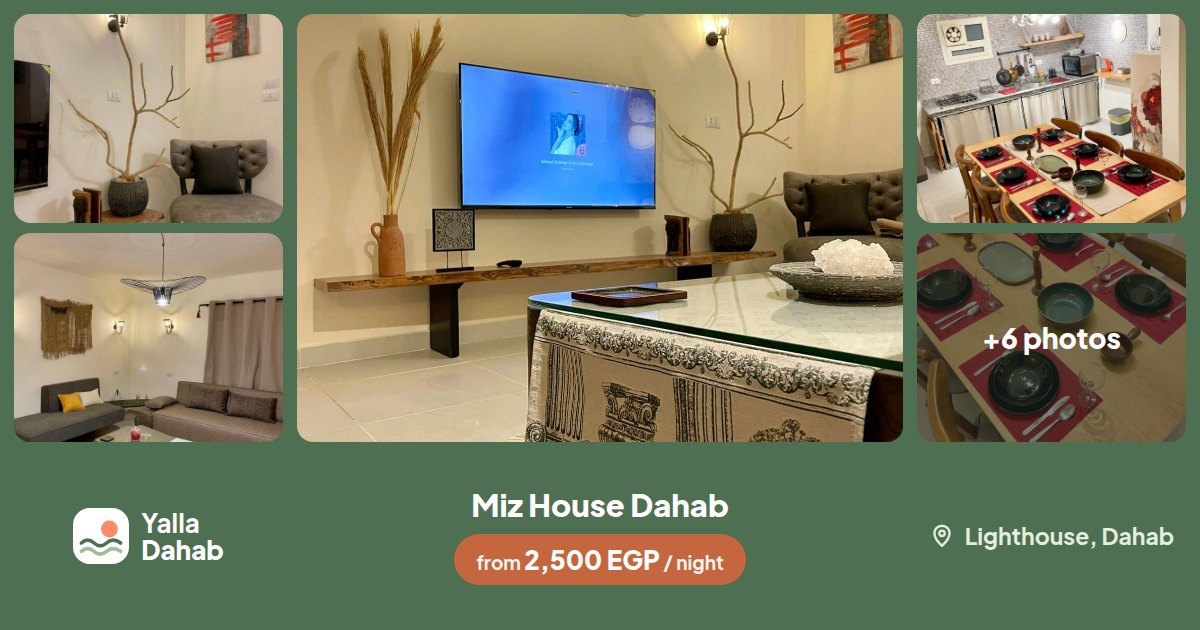 +6 photos
Miz House Dahab
Yalla
Dahab
from 2,500 EGP / night
Lighthouse, Dahab